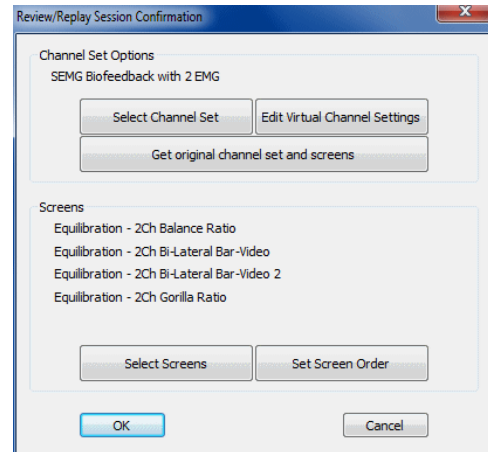 Review/Replay Session Confirmation
Channel Set Options
SEMG Biofeedback with 2 EMG
Select Channel Set
Edit Virtual Channel Settings
Get original channel set and screens
Screens
Equilibration - 2Ch Balance Ratio
Equilibration - 2Ch Bi-Lateral Bar-Video
Equilibration - 2Ch Bi-Lateral Bar-Video 2
Equilibration - 2Ch Gorilla Ratio
Select Screens
Set Screen Order
OK
Cancel